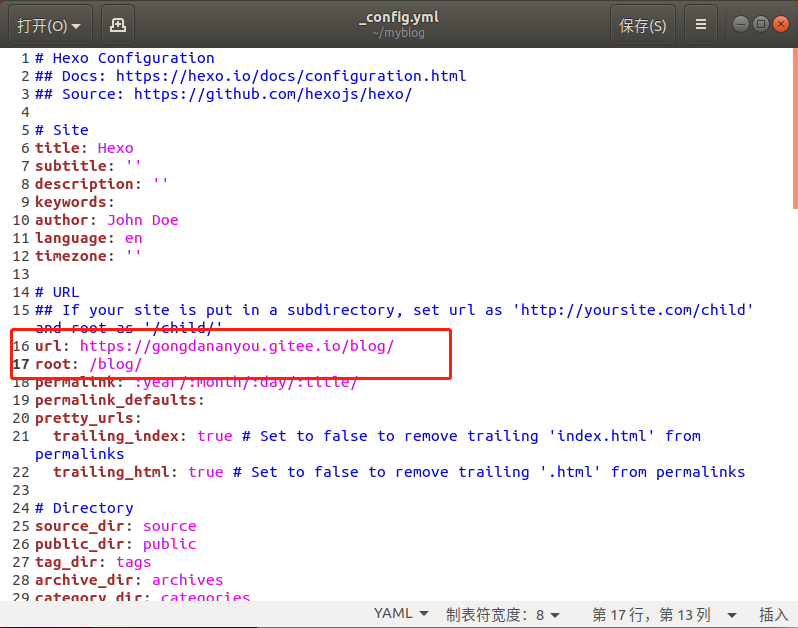 打开(O)
_config.yml
~/myblog
保存(S)
1 # Hexo Configuration
2 ## Docs: https://hexo.io/docs/configuration.html
3 ## Source: https://github.com/hexojs/hexo/
4
5 # Site
6 title: Hexo
7 subtitle: ''
8 description: ''
9 keywords:
10 author: John Doe
11 language: en
12 timezone: ''
13
14 # URL
15 ## If your site is put in a subdirectory, set url as 'http://yoursite.com/child'
and root as '/child/'
16 url: https://gongdananyou.gitee.io/blog/
17 root: /blog/
18 permalink: :year/:month/:day/:title/
19 permalink_defaults:
20 pretty_urls:
21   trailing_index: true # Set to false to remove trailing 'index.html' from
permalinks
22   trailing_html: true # Set to false to remove trailing '.html' from permalinks
23
24 # Directory
25 source_dir: source
26 public_dir: public
27 tag_dir: tags
28 archive_dir: archives
29 category_dir: categories
YAML 制表符宽度：8 第 17 行，第 13 列 插入